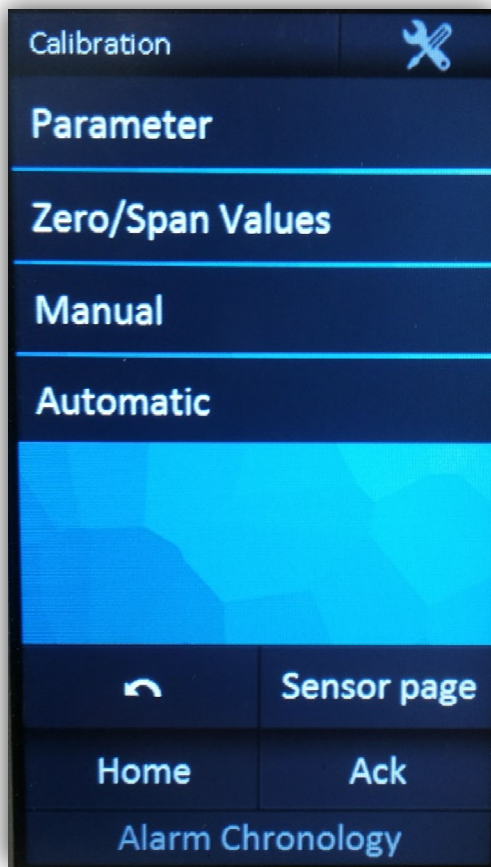 Calibration
Parameter
Zero/Span Values
Manual
Automatic
Sensor page
Home
Ack
Alarm Chronology